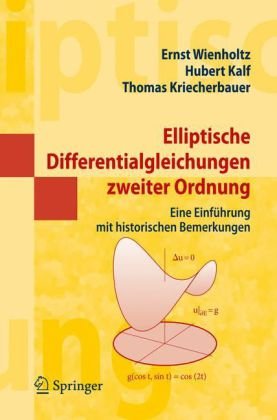 Ernst Wienholtz
Hubert Kalf
Thomas Kriecherbauer
Elliptische
Differentialgleichungen
zweiter Ordnung
Eine Einführung
mit historischen Bemerkungen
Δu = 0
u|∂E = g
g(cos t, sin t) = cos (2t)
Springer